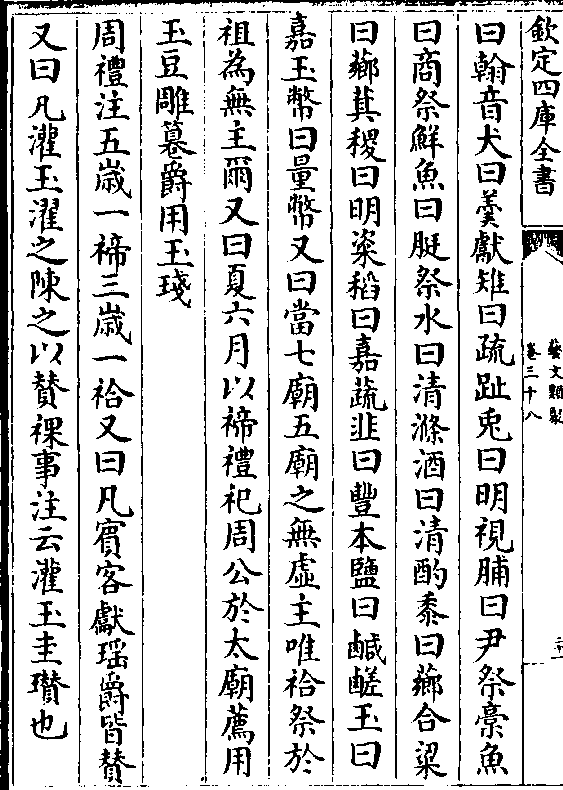 欽定四庫全書
藝文類聚
卷三十八
曰翰音犬曰羮獻雉曰疏趾兎曰明視脯曰尹祭槀魚
曰商祭鮮魚曰脡祭水曰清滌酒曰清酌黍曰薌合粱
曰薌萁稷曰明粢稻曰嘉蔬韭曰豐本鹽曰鹹鹺玉曰
嘉玉幣曰量幣又曰當七廟五廟之無虛主唯祫祭於
祖為無主爾又曰夏六月以禘禮祀周公於太廟薦用
玉豆雕篹爵用玉琖
周禮注五歲一禘三歲一祫又曰凡賓客獻瑶爵皆賛
又曰凡灌玉濯之陳之以賛祼事注云灌玉圭瓚也